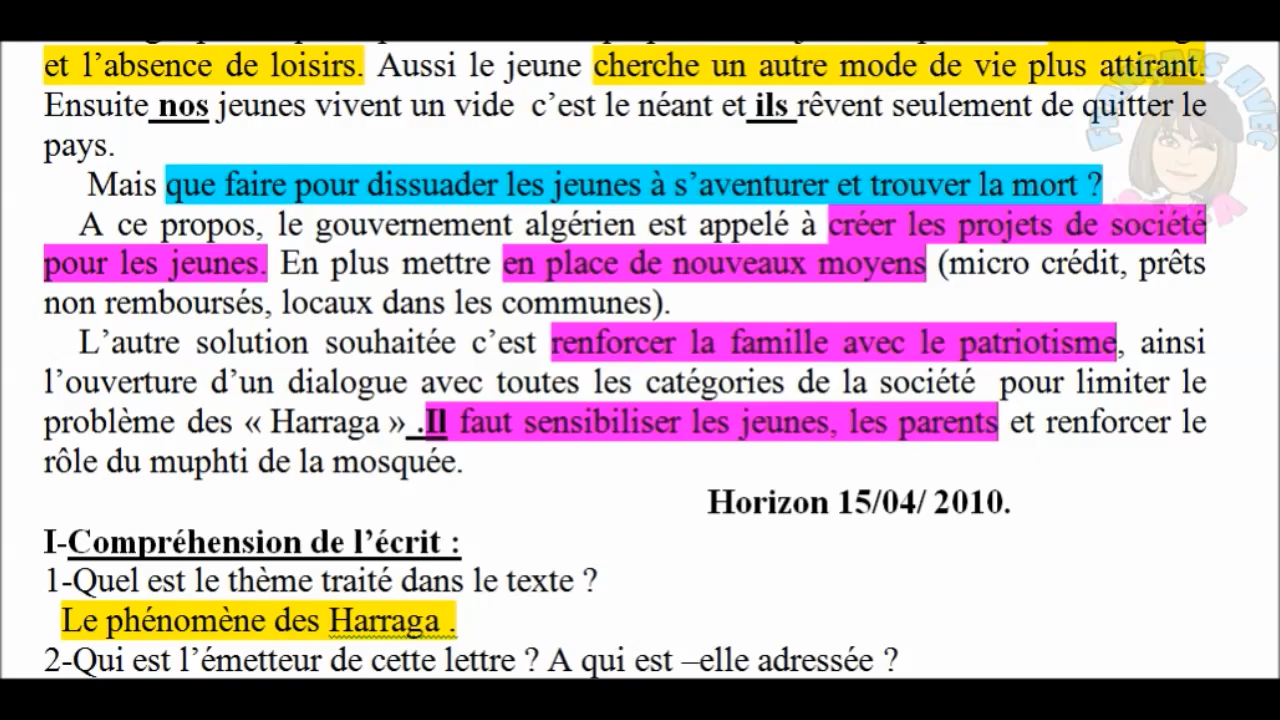 et l’absence de loisirs. Aussi le jeune cherche un autre mode de vie plus attirant.
Ensuite nos jeunes vivent un vide c’est le néant et ils rêvent seulement de quitter le
pays.
Mais que faire pour dissuader les jeunes à s’aventurer et trouver la mort ?
A ce propos, le gouvernement algérien est appelé à créer les projets de société
pour les jeunes. En plus mettre en place de nouveaux moyens (micro crédit, prêts
non remboursés, locaux dans les communes).
L’autre solution souhaitée c’est renforcer la famille avec le patriotisme, ainsi
l’ouverture d’un dialogue avec toutes les catégories de la société pour limiter le
problème des « Harraga » .Il faut sensibiliser les jeunes, les parents et renforcer le
rôle du muphti de la mosquée.
Horizon 15/04/ 2010.
I-Compréhension de l’écrit :
1-Quel est le thème traité dans le texte ?
Le phénomène des Harraga .
2-Qui est l’émetteur de cette lettre ? A qui est –elle adressée ?